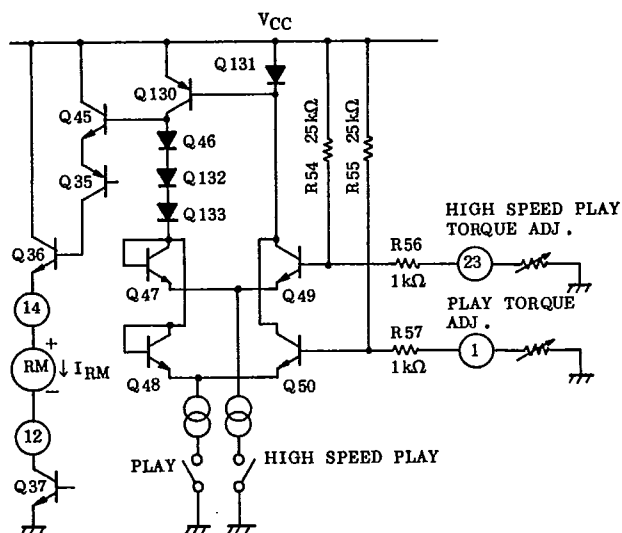 VCC
Q131
Q130
Q45
Q46
R54 25kΩ
R55 25kΩ
Q35
Q132
HIGH SPEED PLAY
TORQUE ADJ.
Q133
Q36
R56
23
1kΩ
Q47
Q49
14
PLAY TORQUE
ADJ.
R57
1
1kΩ
+
RM
IRM
-
Q48
Q50
12
PLAY
HIGH SPEED PLAY
Q37